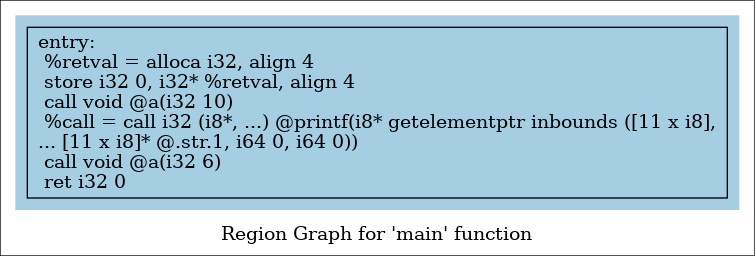 entry:
%retval = alloca i32, align 4
store i32 0, i32* %retval, align 4
call void @a(i32 10)
%call = call i32 (i8*, ...) @printf(i8* getelementptr inbounds ([11 x i8],
... [11 x i8]* @.str.1, i64 0, i64 0))
call void @a(i32 6)
ret i32 0
Region Graph for 'main' function